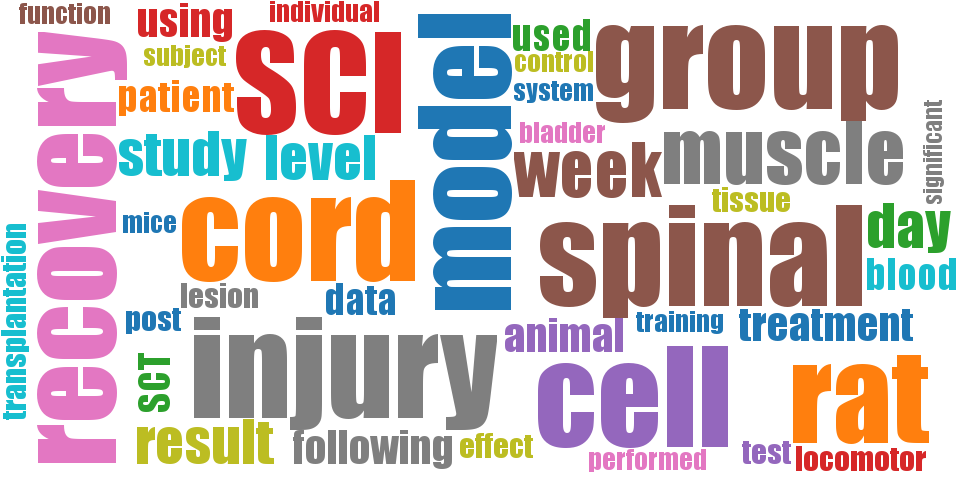 function
using
individual
subject
patient
SCI
model
used
control
system
group
recovery
study
level
bladder
week
muscle
significant
tissue
mice
cord
spinal
day
blood
transplantation
lesion
data
post
injury
animal
training
treatment
SCT
cell
rat
result
following
effect
performed
test
locomotor